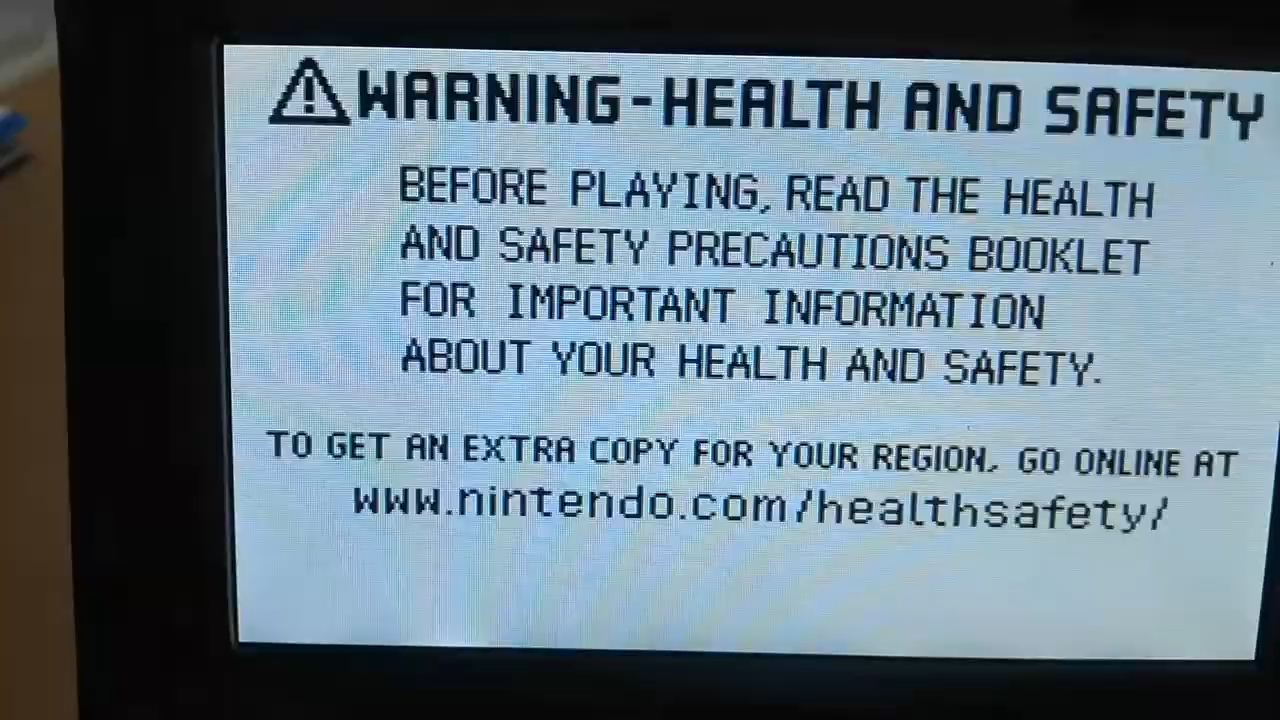 ⚠WARNING-HEALTH AND SAFETY
BEFORE PLAYING, READ THE HEALTH
AND SAFETY PRECAUTIONS BOOKLET
FOR IMPORTANT INFORMATION
ABOUT YOUR HEALTH AND SAFETY.
TO GET AN EXTRA COPY FOR YOUR REGION, GO ONLINE AT
www.nintendo.com/healthsafety/